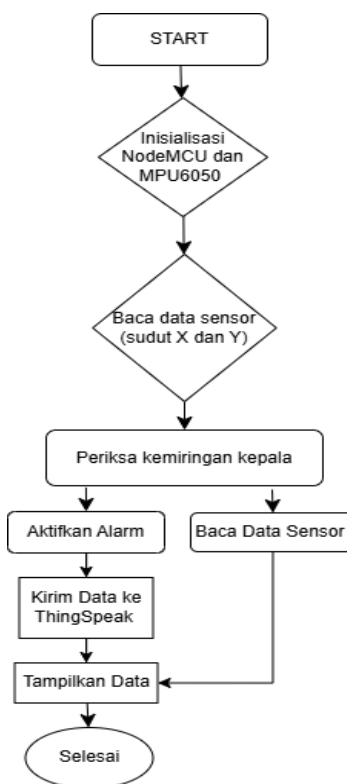 START
Inisialisasi
NodeMCU dan
MPU6050
Baca data sensor
(sudut X dan Y)
Periksa kemiringan kepala
Aktifkan Alarm
Baca Data Sensor
Kirim Data ke
ThingSpeak
Tampilkan Data
Selesai